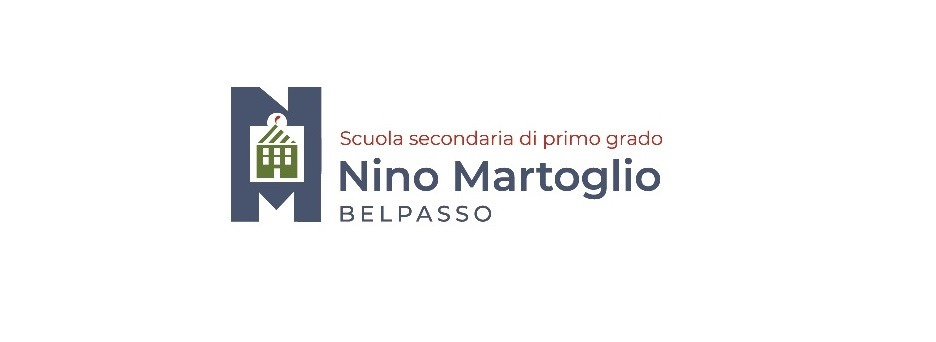 Scuola secondaria di primo grado
Nino Martoglio
BELPASSO